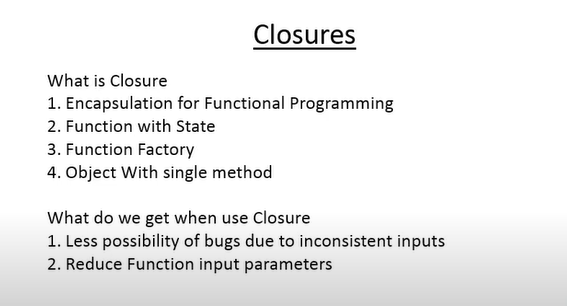 Closures
What is Closure
1. Encapsulation for Functional Programming
2. Function with State
3. Function Factory
4. Object With single method
What do we get when use Closure
1. Less possibility of bugs due to inconsistent inputs
2. Reduce Function input parameters